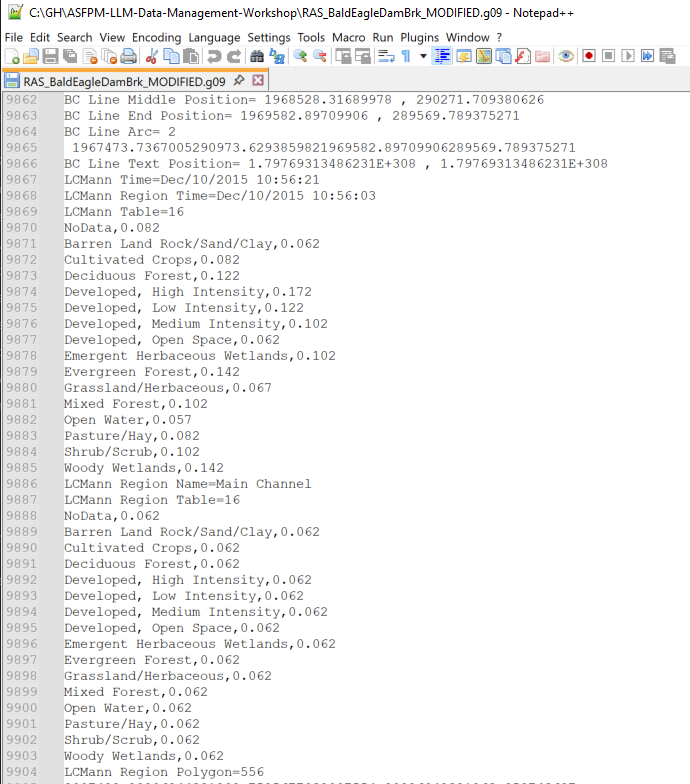 C:\GH\ASFPM-LLM-Data-Management-Workshop\RAS_BaldEagleDamBrk_MODIFIED.g09 - Notepad++
File Edit Search View Encoding Language Settings Tools Macro Run Plugins Window ?
RAS_BaldEagleDamBrk_MODIFIED.g09
9862 BC Line Middle Position= 1968528.31689978 , 290271.709380626
9863 BC Line End Position= 1969582.89709906 , 289569.789375271
9864 BC Line Arc= 2
9865 1967473.7367005290973.6293859821969582.89709906289569.789375271
9866 BC Line Text Position= 1.79769313486231E+308 , 1.79769313486231E+308
9867 LCMann Time=Dec/10/2015 10:56:21
9868 LCMann Region Time=Dec/10/2015 10:56:03
9869 LCMann Table=16
9870 NoData,0.082
9871 Barren Land Rock/Sand/Clay,0.062
9872 Cultivated Crops,0.082
9873 Deciduous Forest,0.122
9874 Developed, High Intensity,0.172
9875 Developed, Low Intensity,0.122
9876 Developed, Medium Intensity,0.102
9877 Developed, Open Space,0.062
9878 Emergent Herbaceous Wetlands,0.102
9879 Evergreen Forest,0.142
9880 Grassland/Herbaceous,0.067
9881 Mixed Forest,0.102
9882 Open Water,0.057
9883 Pasture/Hay,0.082
9884 Shrub/Scrub,0.102
9885 Woody Wetlands,0.142
9886 LCMann Region Name=Main Channel
9887 LCMann Region Table=16
9888 NoData,0.062
9889 Barren Land Rock/Sand/Clay,0.062
9890 Cultivated Crops,0.062
9891 Deciduous Forest,0.062
9892 Developed, High Intensity,0.062
9893 Developed, Low Intensity,0.062
9894 Developed, Medium Intensity,0.062
9895 Developed, Open Space,0.062
9896 Emergent Herbaceous Wetlands,0.062
9897 Evergreen Forest,0.062
9898 Grassland/Herbaceous,0.062
9899 Mixed Forest,0.062
9900 Open Water,0.062
9901 Pasture/Hay,0.062
9902 Shrub/Scrub,0.062
9903 Woody Wetlands,0.062
9904 LCMann Region Polygon=556